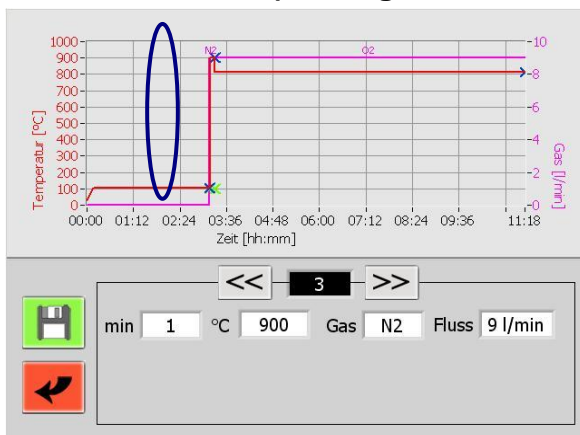 1000
900
800
700
600
500
400
300
200
100
0
Temperatur [ºC]
N2
O2
10
8
6
4
2
0
Gas [l/min]
00:00 01:12 02:24 03:36 04:48 06:00 07:12 08:24 09:36 11:18
Zeit [hh:mm]
<< 3 >>
min 1 °C 900 Gas N2 Fluss 9 l/min